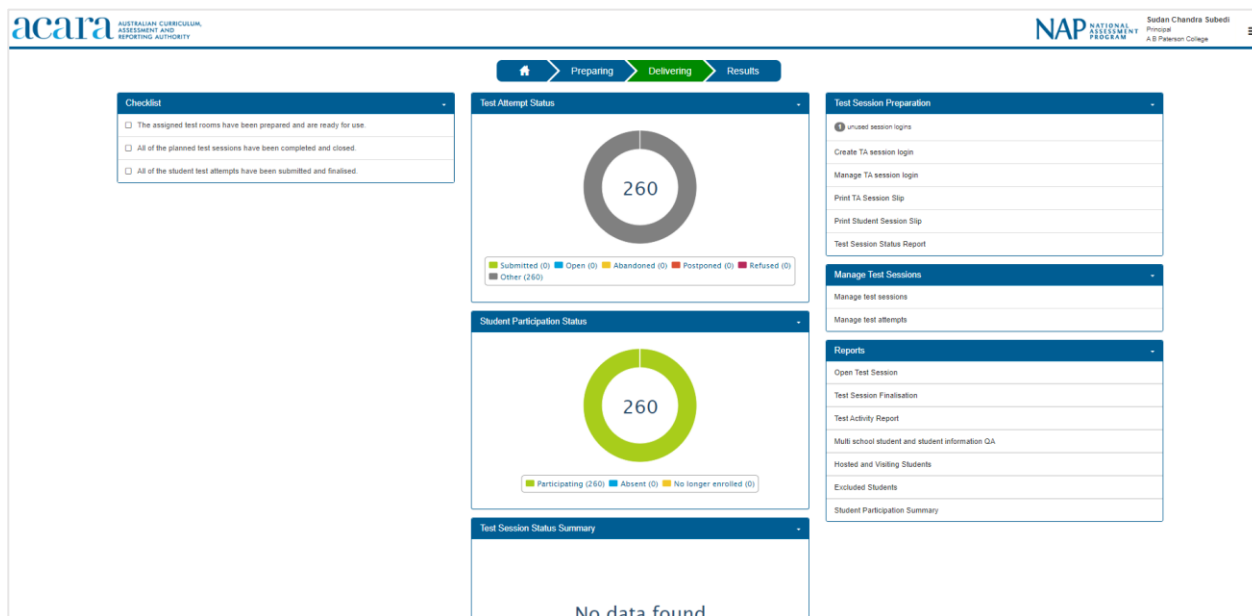 acara AUSTRALIAN CURRICULUM,
ASSESSMENT AND
REPORTING AUTHORITY
NAP NATIONAL
ASSESSMENT
PROGRAM
Sudan Chandra Subedi
Principal
A B Paterson College
Preparing
Delivering
Results
Checklist
The assigned test rooms have been prepared and are ready for use.
All of the planned test sessions have been completed and closed.
All of the student test attempts have been submitted and finalised.
Test Attempt Status
260
Submitted (0) Open (0) Abandoned (0) Postponed (0) Refused (0)
Other (260)
Student Participation Status
260
Participating (260) Absent (0) No longer enrolled (0)
Test Session Status Summary
No data found
Test Session Preparation
1 unused session logins
Create TA session login
Manage TA session login
Print TA Session Slip
Print Student Session Slip
Test Session Status Report
Manage Test Sessions
Manage test sessions
Manage test attempts
Reports
Open Test Session
Test Session Finalisation
Test Activity Report
Multi school student and student information QA
Hosted and Visiting Students
Excluded Students
Student Participation Summary